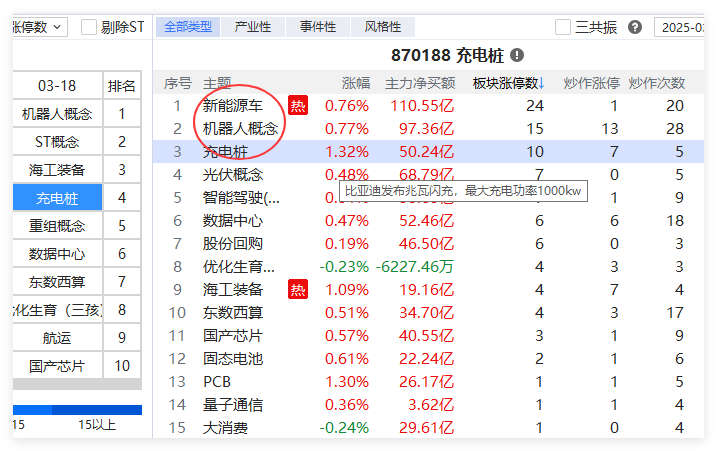 涨停数 剔除ST 全部类型 产业性 事件性 风格性 三共振 2025-03
870188 充电桩
03-18 排名
机器人概念 1
ST概念 2
海工装备 3
充电桩 4
重组概念 5
数据中心 6
东数西算 7
优化生育（三孩） 8
航运 9
国产芯片 10
15 15以上
序号 主题 涨幅 主力净买额 板块涨停数↓ 炒作涨停 炒作次数
1 新能源车 热 0.76% 110.55亿 24 1 20
2 机器人概念 0.77% 97.36亿 15 13 28
3 充电桩 1.32% 50.24亿 10 7 5
4 光伏概念 0.48% 68.79亿 7 0 5
比亚迪发布兆瓦闪充，最大充电功率1000kw
5 智能驾驶(... 1 9
6 数据中心 0.47% 52.46亿 6 6 18
7 股份回购 0.19% 46.50亿 6 0 3
8 优化生育... -0.23% -6227.46万 4 3 3
9 海工装备 热 1.09% 19.16亿 4 7 4
10 东数西算 0.51% 34.70亿 4 3 17
11 国产芯片 0.57% 40.55亿 3 1 9
12 固态电池 0.61% 22.24亿 2 1 6
13 PCB 1.30% 26.17亿 1 1 5
14 量子通信 0.36% 3.62亿 1 1 4
15 大消费 -0.24% 29.61亿 1 0 4